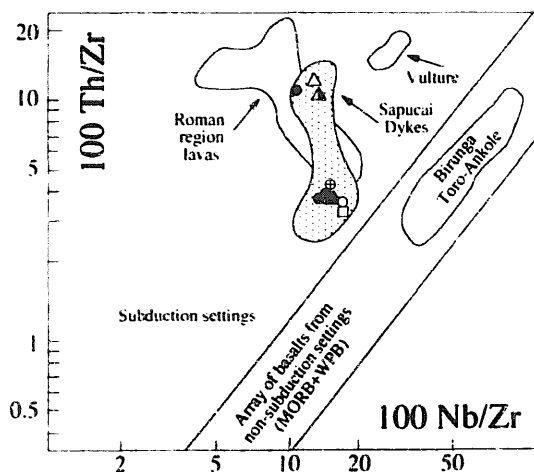 20
10
5
1
0.5
100 Th/Zr
Roman
region
lavas
Vulture
Sapucai
Dykes
Birunga
Toro-Ankole
Subduction settings
Array of basalts from
non-subduction settings
(MORB+WPB)
100 Nb/Zr
2
5
10
20
50